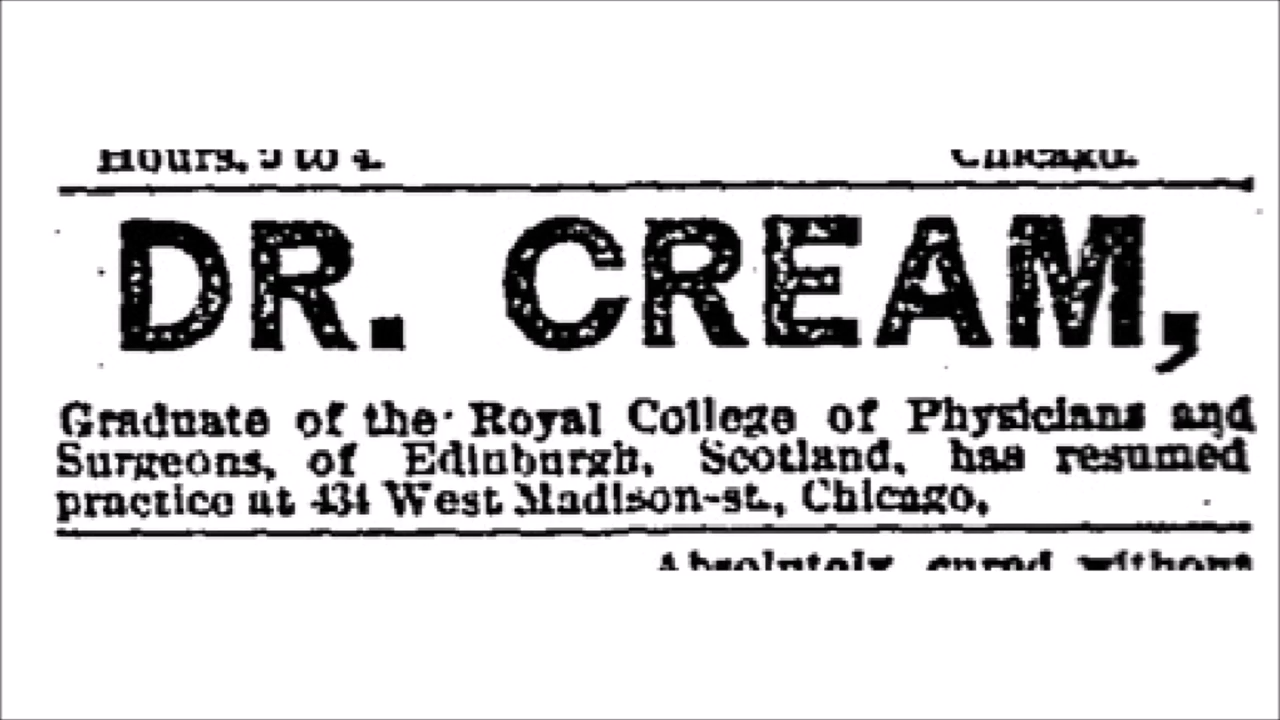 Hours, 9 to 4. Chicago.
DR. CREAM,
Graduate of the Royal College of Physicians and
Surgeons, of Edinburgh, Scotland, has resumed
practice at 434 West Madison-st., Chicago,
Absolutely cured without